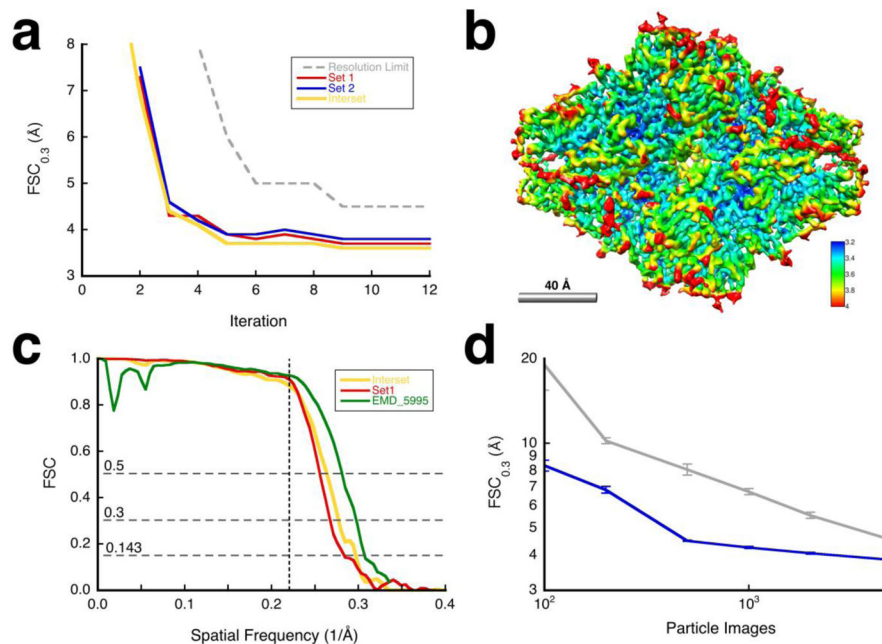 a
8
7
6
5
4
3
FSC0.3 (Å)
0 2 4 6 8 10 12
Iteration
Resolution Limit
Set 1
Set 2
Interset
b
40 Å
3.2
3.4
3.6
3.8
4
c
1.0
0.8
0.6
0.4
0.2
0.0
FSC
0.5
0.3
0.143
0.0 0.1 0.2 0.3 0.4
Spatial Frequency (1/Å)
Interset
Set1
EMD_5995
d
20
10
9
8
7
6
5
4
3
FSC0.3 (Å)
10² 10³
Particle Images